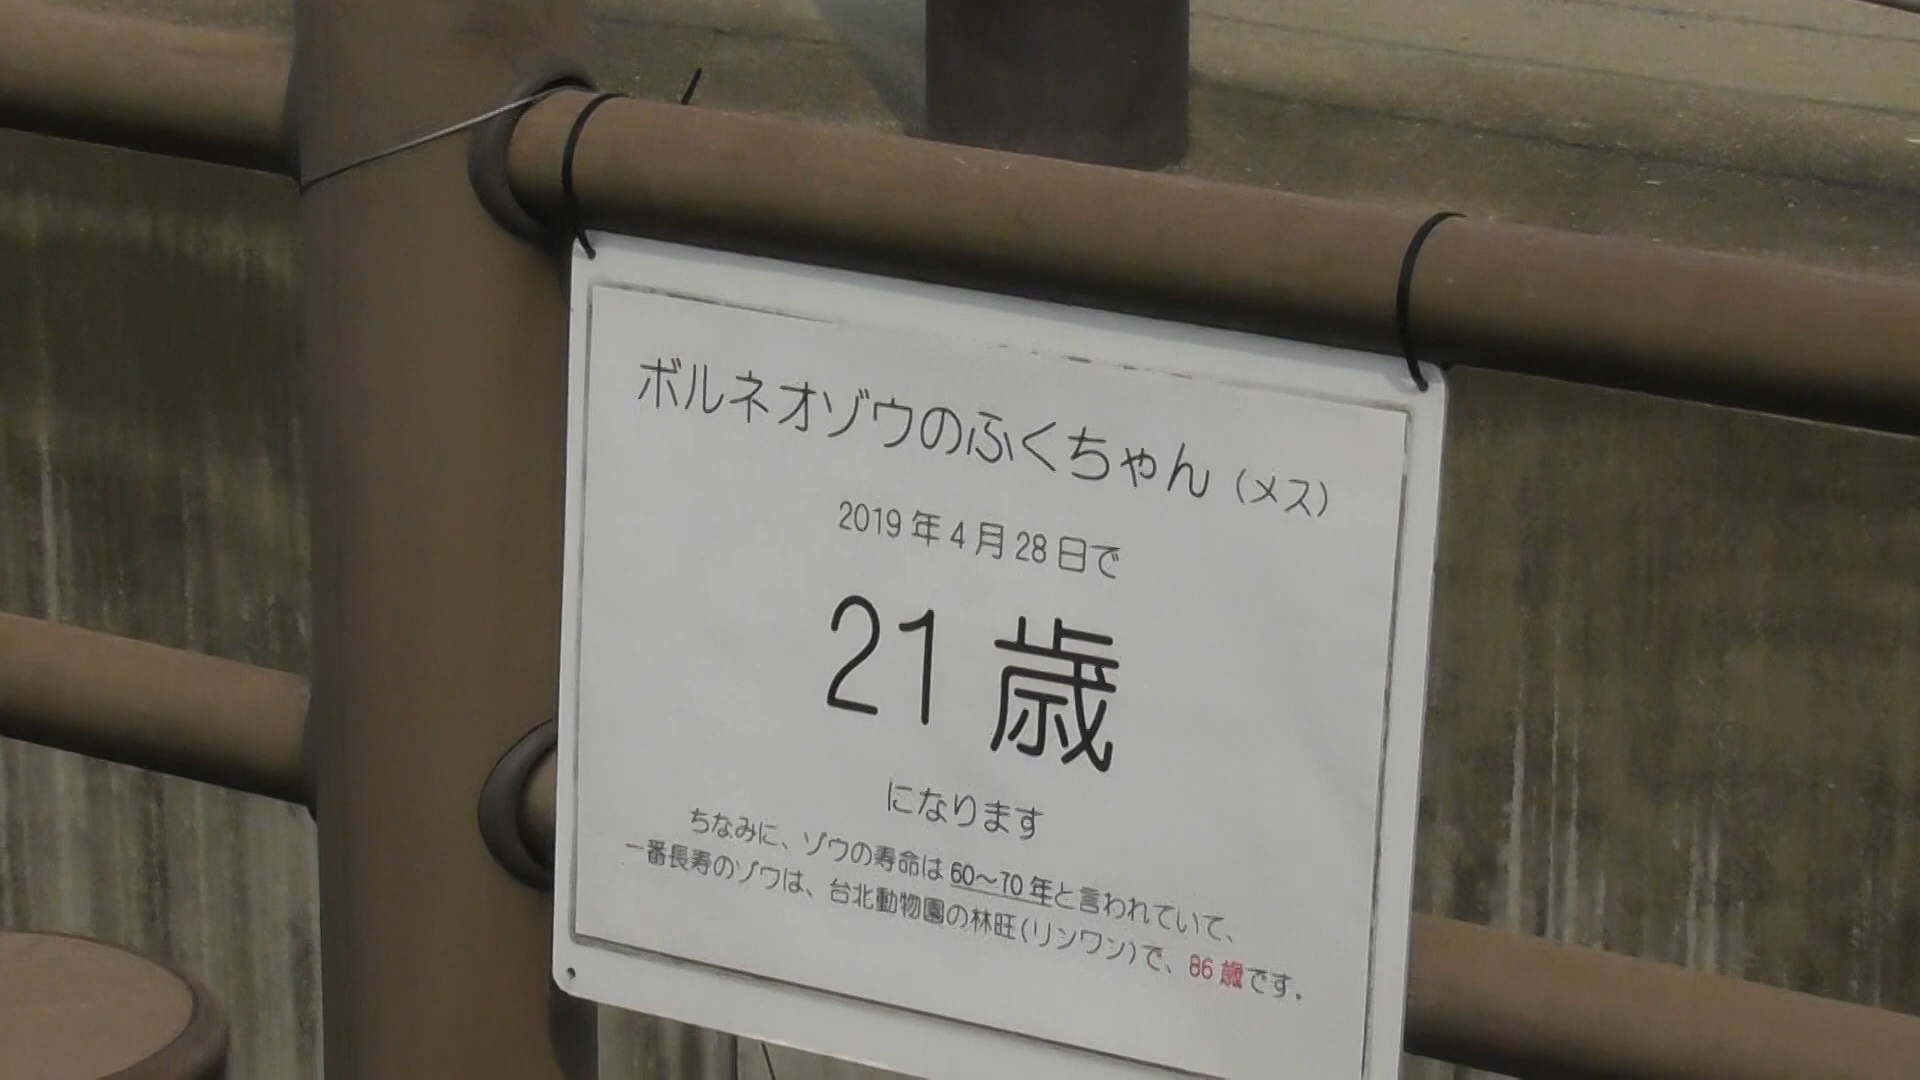 ボルネオゾウのふくちゃん（メス）
2019年4月28日で
21歳
になります
ちなみに、ゾウの寿命は60～70年と言われていて、
一番長寿のゾウは、台北動物園の林旺(リンワン)で、86歳です。